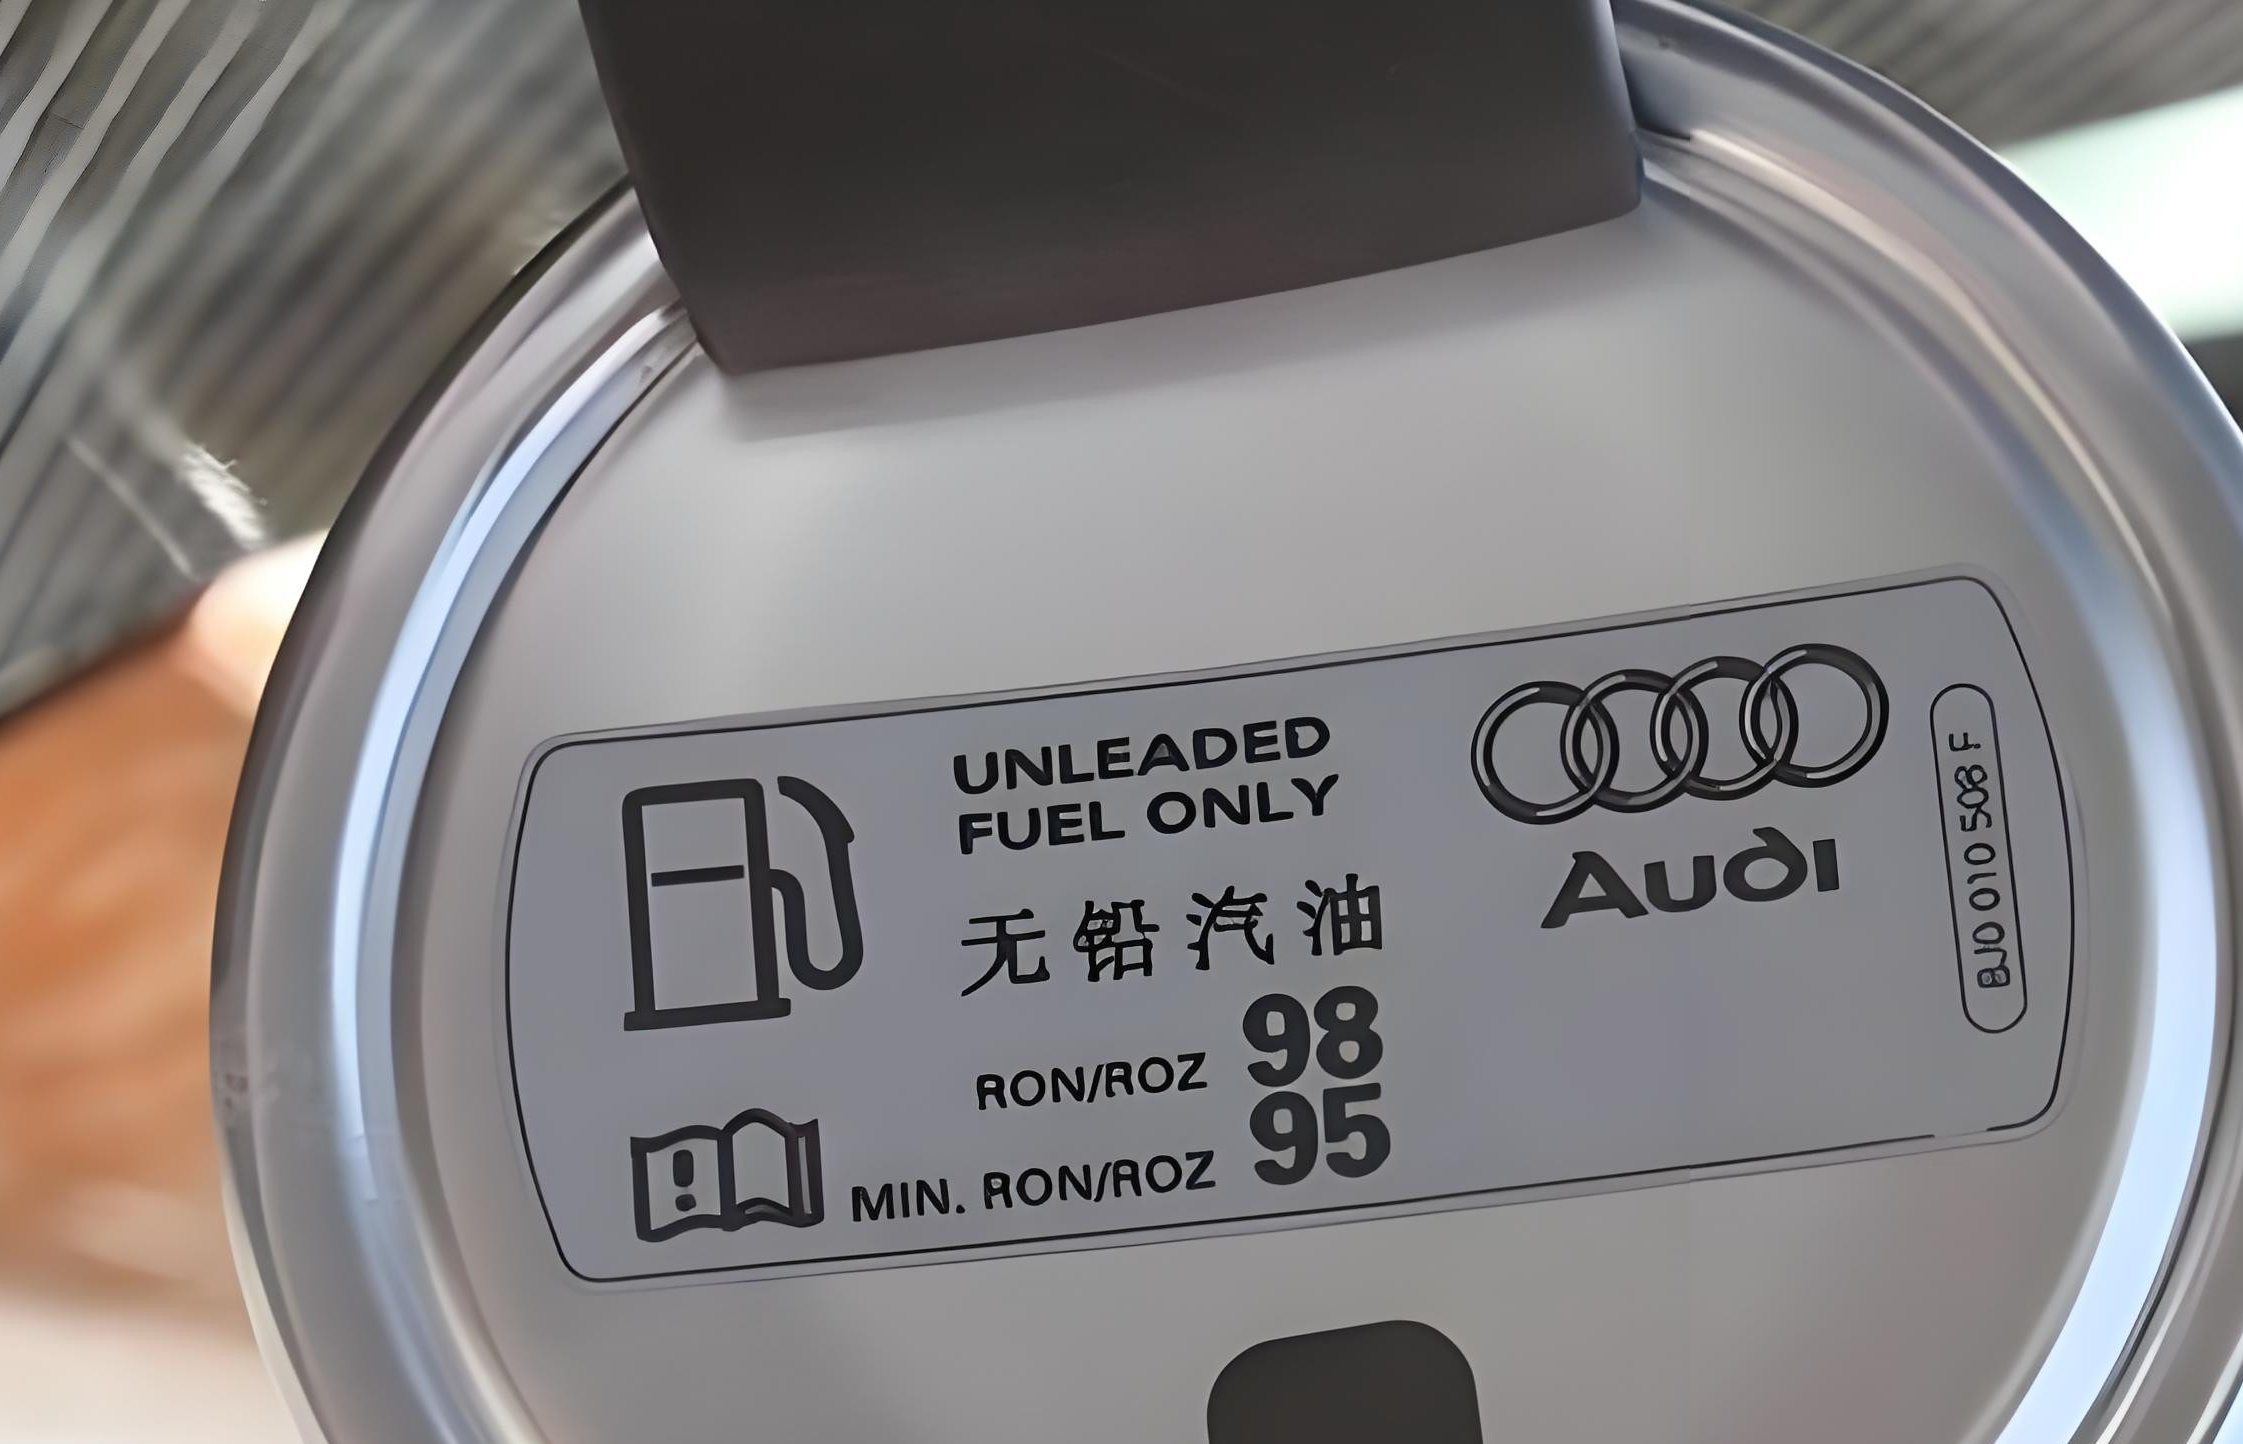 UNLEADED
FUEL ONLY
无铅汽油
RON/ROZ 98
MIN. RON/ROZ 95
Audi
8J0 010 508 F